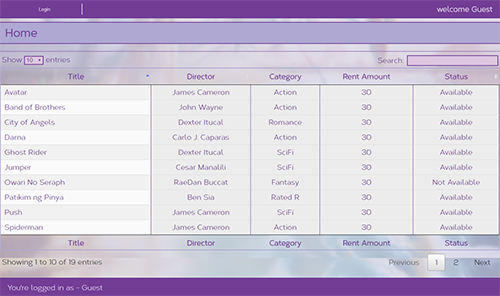 Login welcome Guest
Home
Show 10 entries Search:
Title Director Category Rent Amount Status
Avatar James Cameron Action 30 Available
Band of Brothers John Wayne Action 30 Available
City of Angels Dexter Itucal Romance 30 Available
Darna Carlo J. Caparas Action 30 Available
Ghost Rider Dexter Itucal SciFi 30 Available
Jumper Cesar Manalili SciFi 30 Available
Owari No Seraph RaeDan Buccat Fantasy 30 Not Available
Patikim ng Pinya Ben Sia Rated R 30 Available
Push James Cameron SciFi 30 Available
Spiderman James Cameron Action 30 Available
Title Director Category Rent Amount Status
Showing 1 to 10 of 19 entries Previous 1 2 Next
You're logged in as - Guest